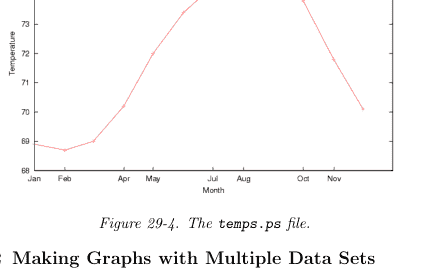 73
72
71
70
69
68
Temperature
Jan Feb Apr May Jul Aug Oct Nov
Month
Figure 29-4. The temps.ps file.
Making Graphs with Multiple Data Sets